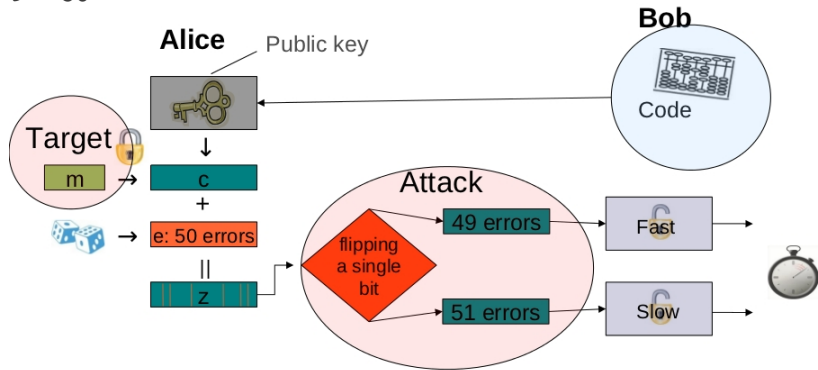 Bob
Alice
Public key
Code
Target
m
c
+
e: 50 errors
||
z
Attack
flipping
a single
bit
49 errors
51 errors
Fast
Slow